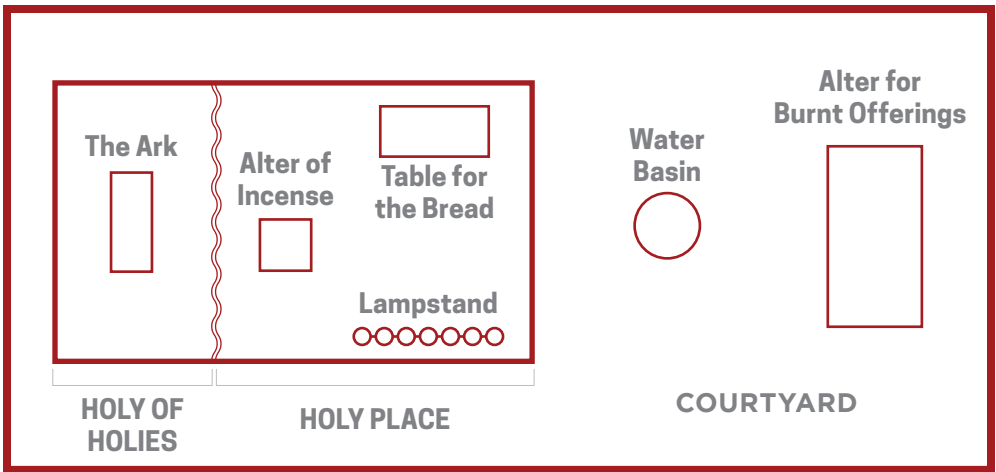 The Ark
Alter of
Incense
Table for
the Bread
Lampstand
Water
Basin
Alter for
Burnt Offerings
HOLY OF
HOLIES
HOLY PLACE
COURTYARD